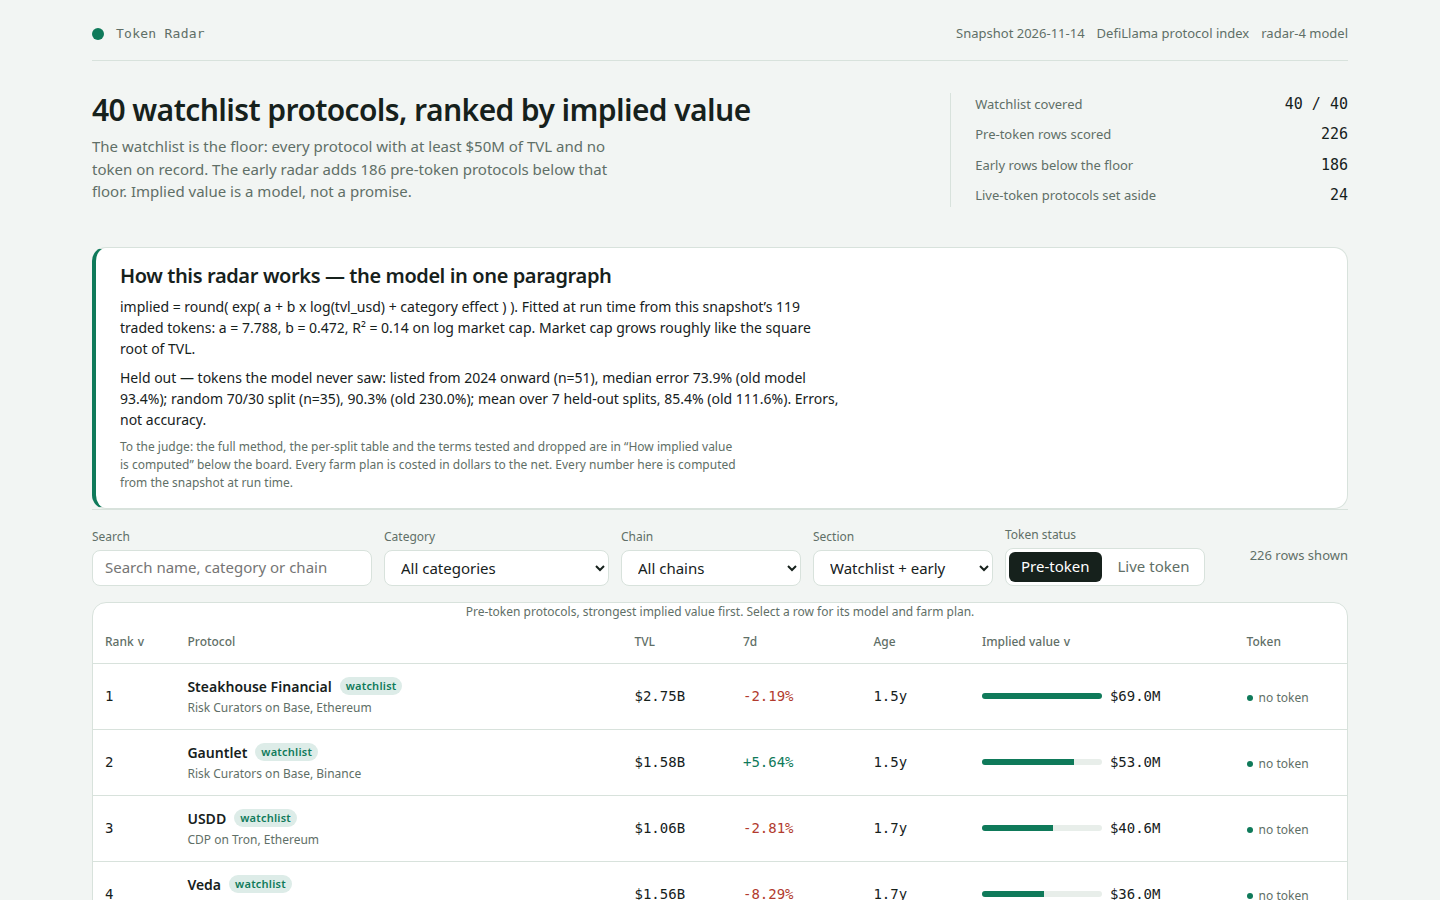 Token Radar
Snapshot 2026-11-14 DefiLlama protocol index radar-4 model
40 watchlist protocols, ranked by implied value
The watchlist is the floor: every protocol with at least $50M of TVL and no
token on record. The early radar adds 186 pre-token protocols below that
floor. Implied value is a model, not a promise.
Watchlist covered 40 / 40
Pre-token rows scored 226
Early rows below the floor 186
Live-token protocols set aside 24
How this radar works — the model in one paragraph
implied = round( exp( a + b x log(tvl_usd) + category effect ) ). Fitted at run time from this snapshot's 119
traded tokens: a = 7.788, b = 0.472, R² = 0.14 on log market cap. Market cap grows roughly like the square
root of TVL.
Held out — tokens the model never saw: listed from 2024 onward (n=51), median error 73.9% (old model
93.4%); random 70/30 split (n=35), 90.3% (old 230.0%); mean over 7 held-out splits, 85.4% (old 111.6%). Errors,
not accuracy.
To the judge: the full method, the per-split table and the terms tested and dropped are in “How implied value
is computed” below the board. Every farm plan is costed in dollars to the net. Every number here is computed
from the snapshot at run time.
Search Category Chain Section Token status
Search name, category or chain All categories All chains Watchlist + early Pre-token Live token 226 rows shown
Pre-token protocols, strongest implied value first. Select a row for its model and farm plan.
Rank v Protocol TVL 7d Age Implied value v Token
1 Steakhouse Financial watchlist $2.75B -2.19% 1.5y $69.0M no token
Risk Curators on Base, Ethereum
2 Gauntlet watchlist $1.58B +5.64% 1.5y $53.0M no token
Risk Curators on Base, Binance
3 USDD watchlist $1.06B -2.81% 1.7y $40.6M no token
CDP on Tron, Ethereum
4 Veda watchlist $1.56B -8.29% 1.7y $36.0M no token